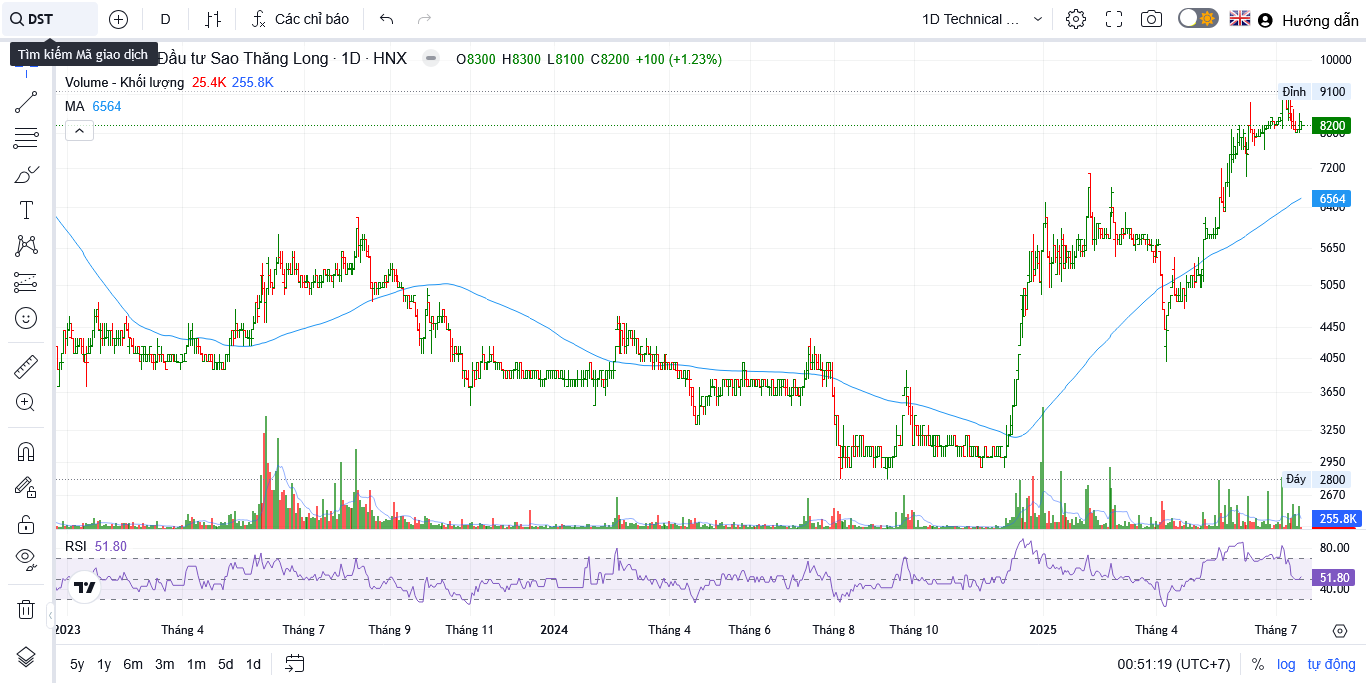 DST
D
Các chỉ báo
1D Technical ...
Hướng dẫn
Tìm kiếm Mã giao dịch
Đầu tư Sao Thăng Long · 1D · HNX
O8300 H8300 L8100 C8200 +100 (+1.23%)
Volume - Khối lượng 25.4K 255.8K
MA 6564
10000
Đỉnh 9100
8200
8000
7200
6564
6400
5650
5050
4450
4050
3650
3250
2950
Đáy 2800
2670
255.8K
RSI 51.80
80.00
51.80
40.00
2023 Tháng 4 Tháng 7 Tháng 9 Tháng 11 2024 Tháng 4 Tháng 6 Tháng 8 Tháng 10 2025 Tháng 4 Tháng 7
5y 1y 6m 3m 1m 5d 1d
00:51:19 (UTC+7)
% log tự động